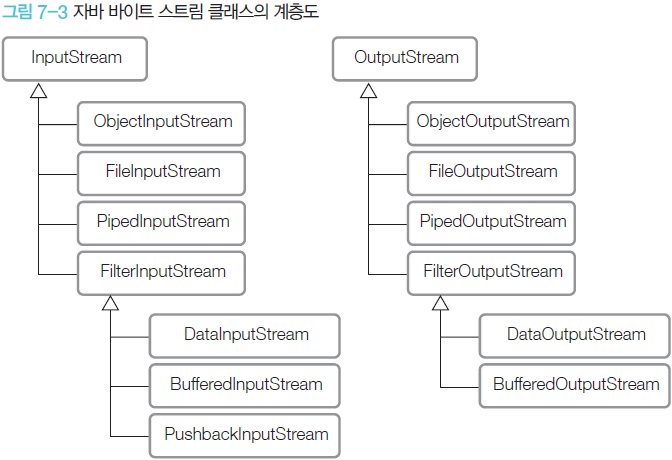 그림 7-3 자바 바이트 스트림 클래스의 계층도
InputStream
ObjectInputStream
FileInputStream
PipedInputStream
FilterInputStream
DataInputStream
BufferedInputStream
PushbackInputStream
OutputStream
ObjectOutputStream
FileOutputStream
PipedOutputStream
FilterOutputStream
DataOutputStream
BufferedOutputStream